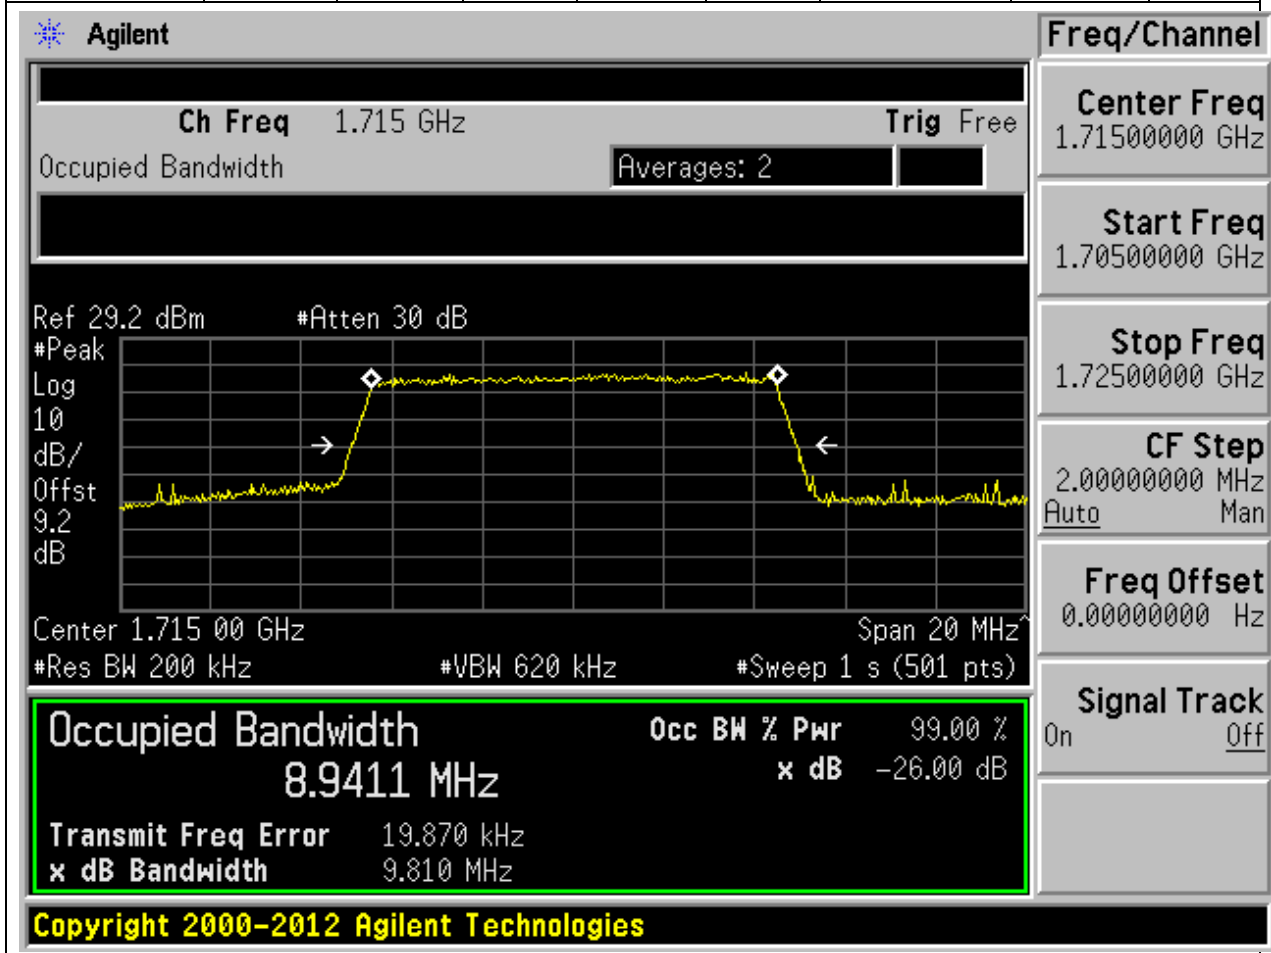 Agilent
Freq/Channel
Ch Freq 1.715 GHz Trig Free
Occupied Bandwidth Averages: 2
Center Freq
1.71500000 GHz
Start Freq
1.70500000 GHz
Stop Freq
1.72500000 GHz
CF Step
2.00000000 MHz
Auto Man
Freq Offset
0.00000000 Hz
Signal Track
On Off
Ref 29.2 dBm #Atten 30 dB
#Peak
Log
10
dB/
Offst
9.2
dB
Center 1.715 00 GHz Span 20 MHz^
#Res BW 200 kHz #VBW 620 kHz #Sweep 1 s (501 pts)
Occupied Bandwidth Occ BW % Pwr 99.00 %
8.9411 MHz x dB -26.00 dB
Transmit Freq Error 19.870 kHz
x dB Bandwidth 9.810 MHz
Copyright 2000-2012 Agilent Technologies